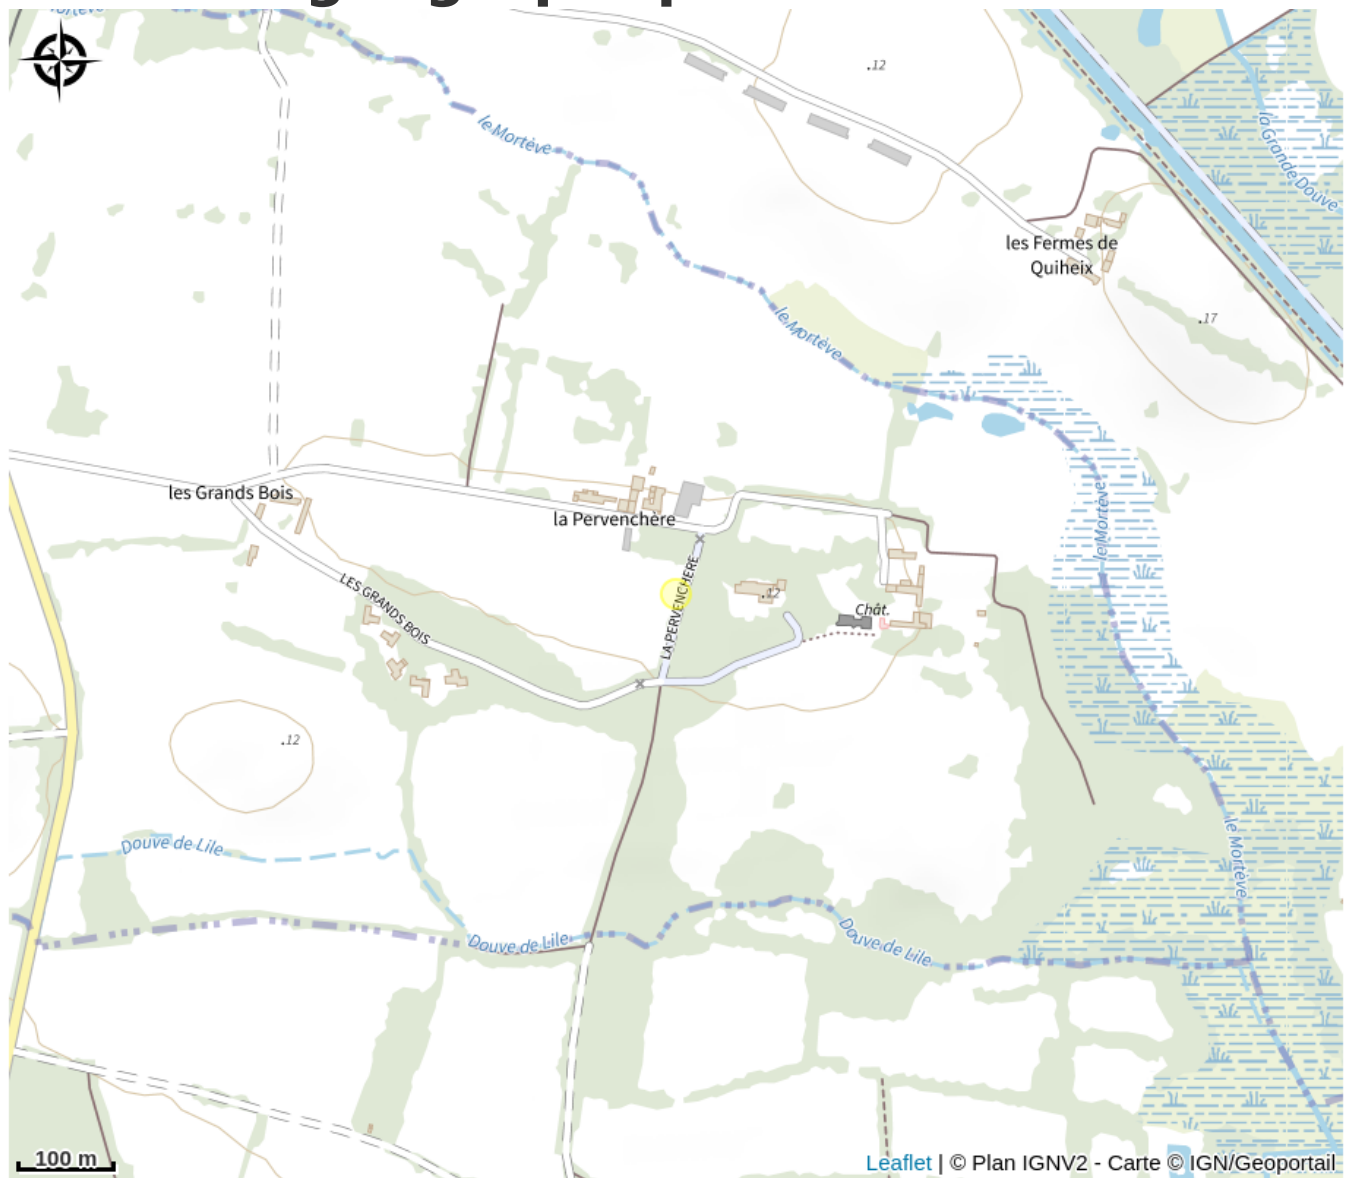 le Mortève
.12
la Grande Douve
les Fermes de
Quiheix
.17
le Mortève
le Mortève
les Grands Bois
la Pervenchère
LA PERVENCHERE
LES GRANDS BOIS
.12
Chât.
.12
Douve de Lile
le Mortève
Douve de Lile
Douve de Lile
100 m
Leaflet | © Plan IGNV2 - Carte © IGN/Geoportail